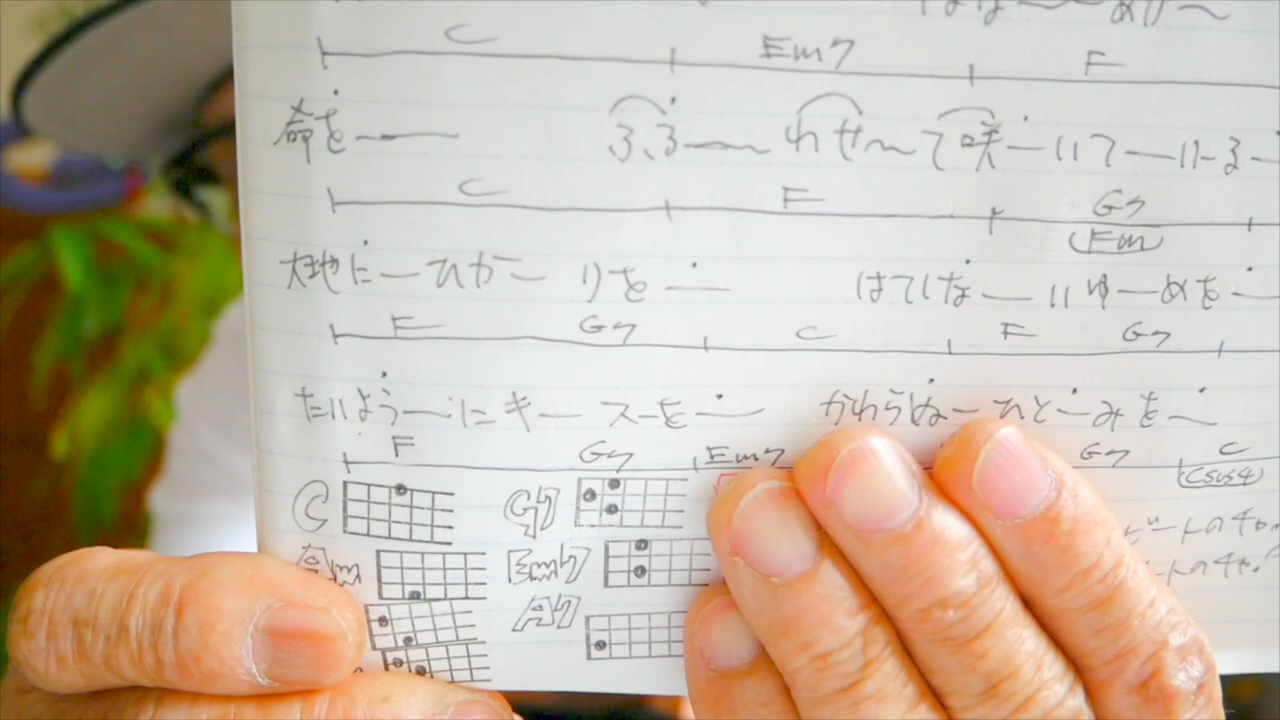 C Em7 F
命を― ふる―~ わせ~て咲―いて―いる―
C F G7
(Em)
大地に―ひか― りを― はてしな―いゆ―めを―
F G7 C F G7
たいよう―にキ―スーを― かわらぬ―ひと―みを―
F G7 Em7 G7 C
(Csus4)
C G7
Em7
A7